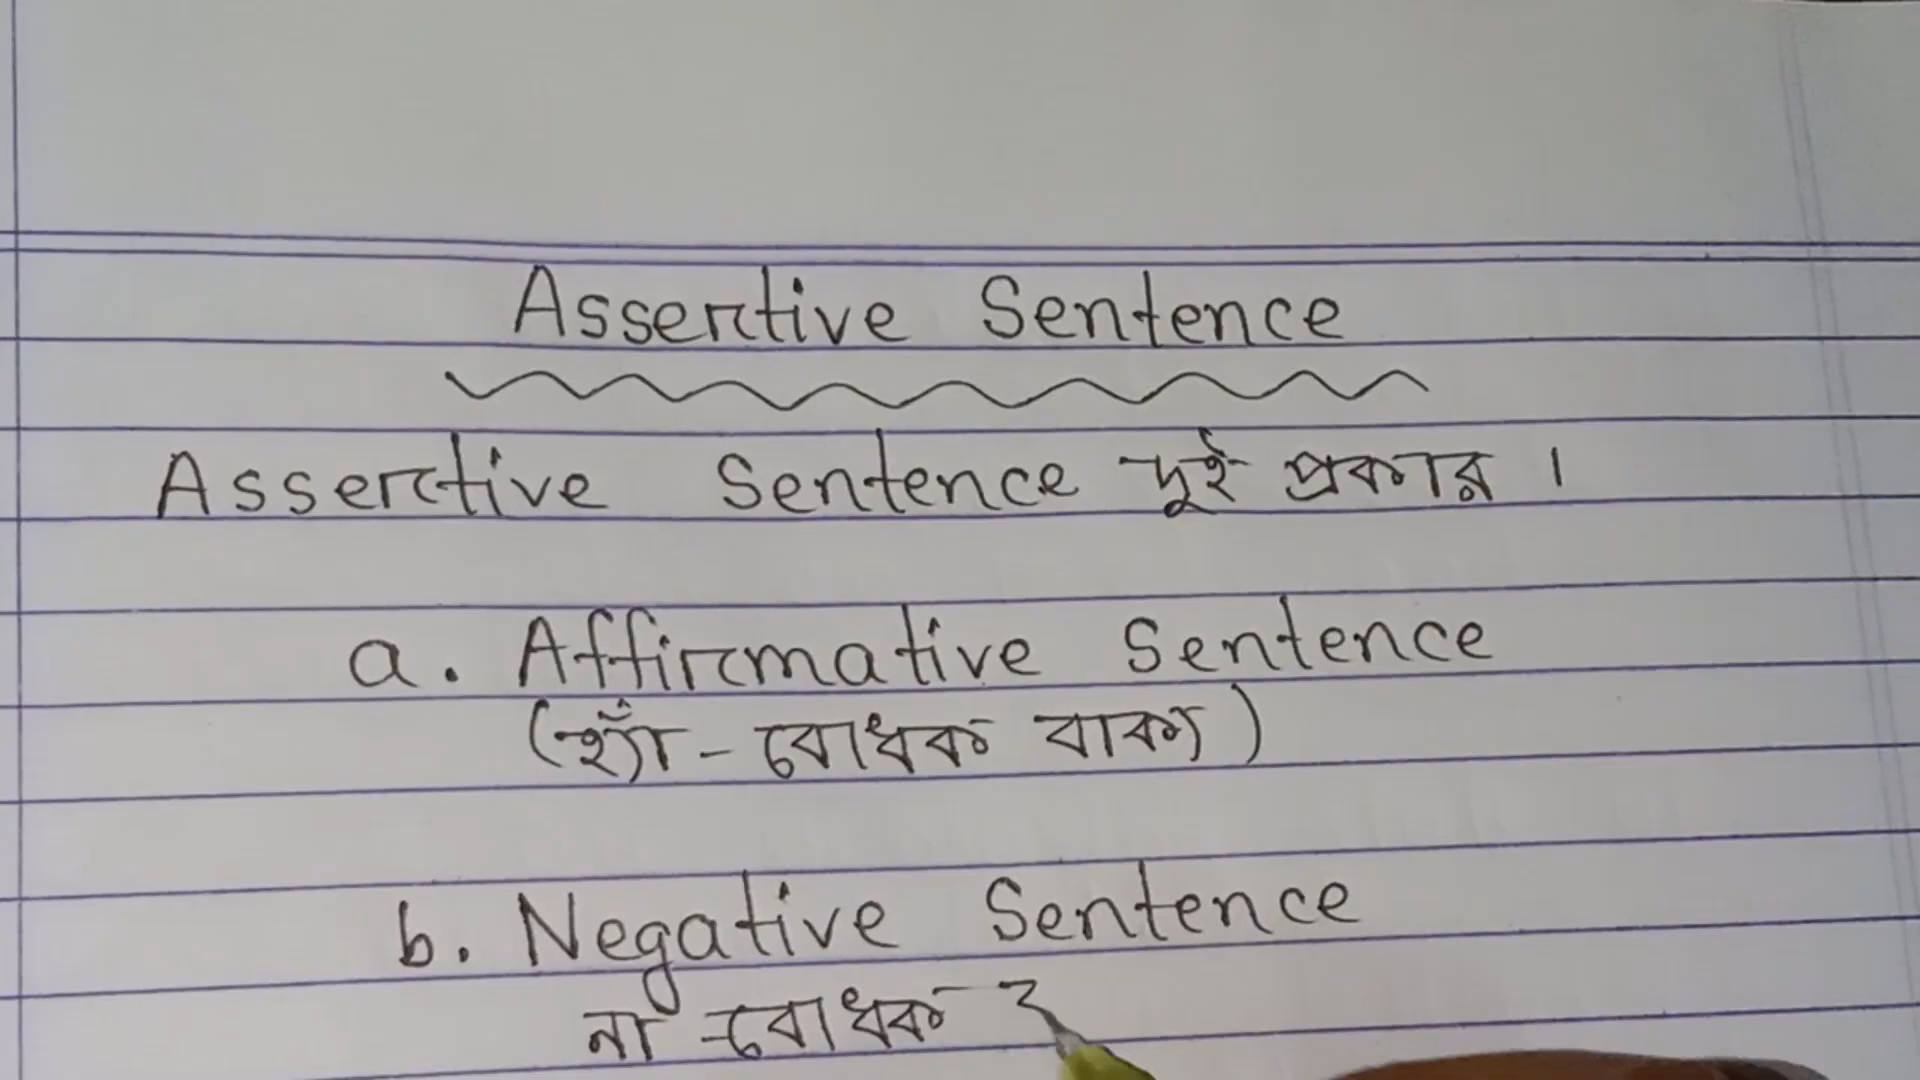 Assertive Sentence
Assertive Sentence দুই প্রকার ।
a. Affirmative Sentence
(হ্যাঁ - বোধক বাক্য)
b. Negative Sentence
না -বোধক